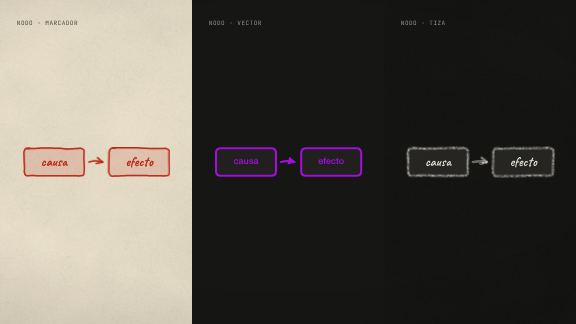 NODO · MARCADOR
causa
efecto
NODO · VECTOR
causa
efecto
NODO · TIZA
causa
efecto